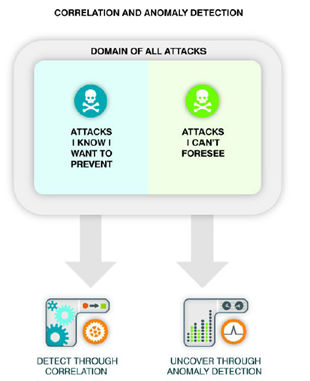 CORRELATION AND ANOMALY DETECTION
DOMAIN OF ALL ATTACKS
ATTACKS
I KNOW I
WANT TO
PREVENT
ATTACKS
I CAN'T
FORESEE
DETECT THROUGH
CORRELATION
UNCOVER THROUGH
ANOMALY DETECTION